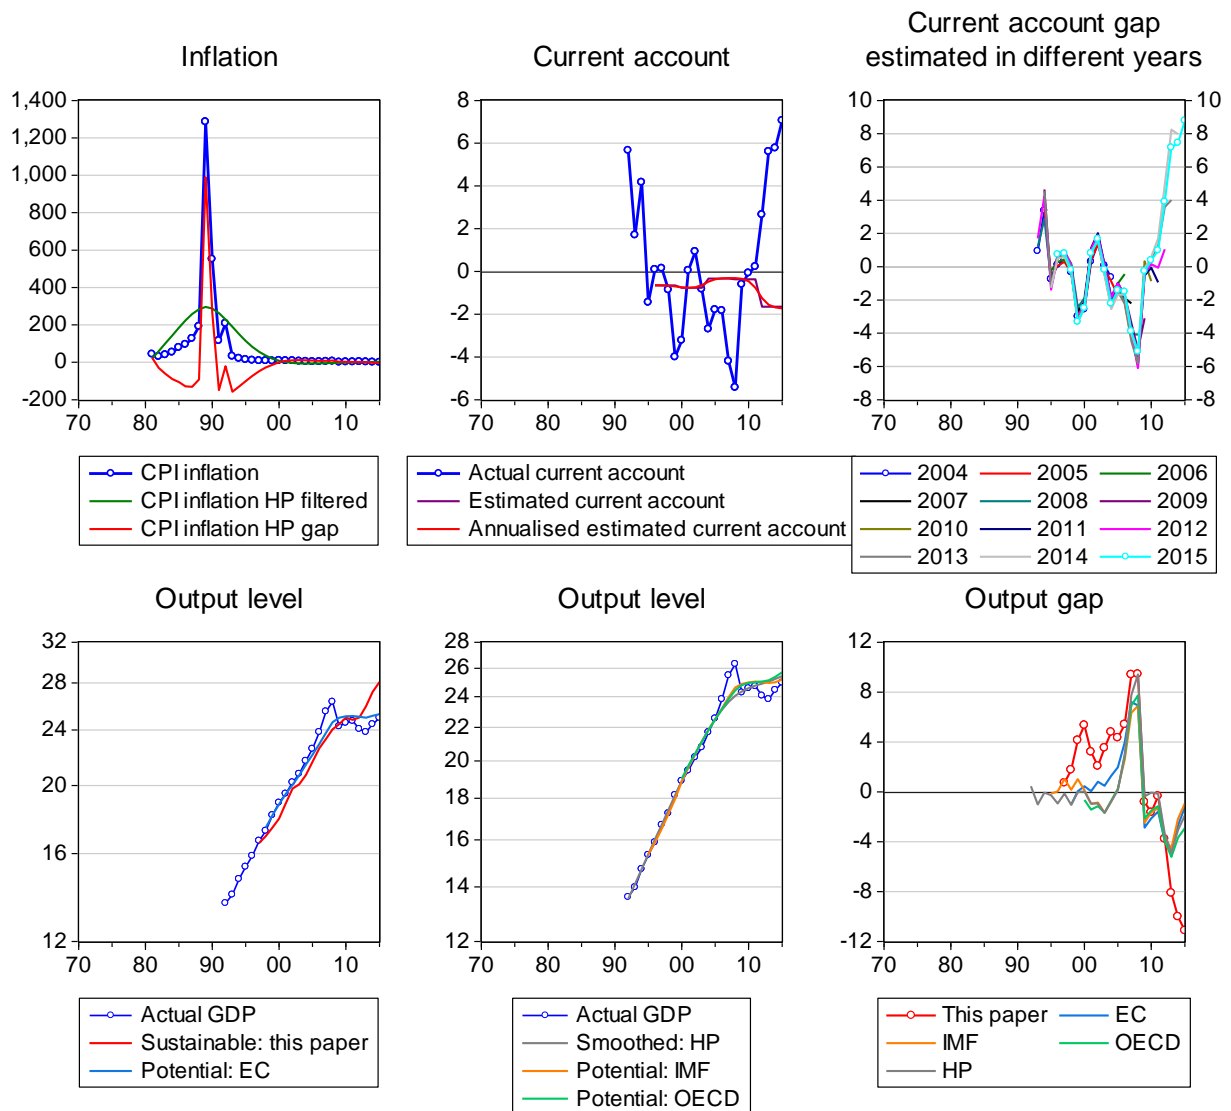 Inflation
1,400
1,200
1,000
800
600
400
200
0
-200
70 80 90 00 10
CPI inflation
CPI inflation HP filtered
CPI inflation HP gap
Current account
8
6
4
2
0
-2
-4
-6
70 80 90 00 10
Actual current account
Estimated current account
Annualised estimated current account
Current account gap
estimated in different years
10 10
8 8
6 6
4 4
2 2
0 0
-2 -2
-4 -4
-6 -6
-8 -8
70 80 90 00 10
2004 2005 2006
2007 2008 2009
2010 2011 2012
2013 2014 2015
Output level
32
28
24
20
16
12
70 80 90 00 10
Actual GDP
Sustainable: this paper
Potential: EC
Output level
28
26
24
22
20
18
16
14
12
70 80 90 00 10
Actual GDP
Smoothed: HP
Potential: IMF
Potential: OECD
Output gap
12
8
4
0
-4
-8
-12
70 80 90 00 10
This paper EC
IMF OECD
HP